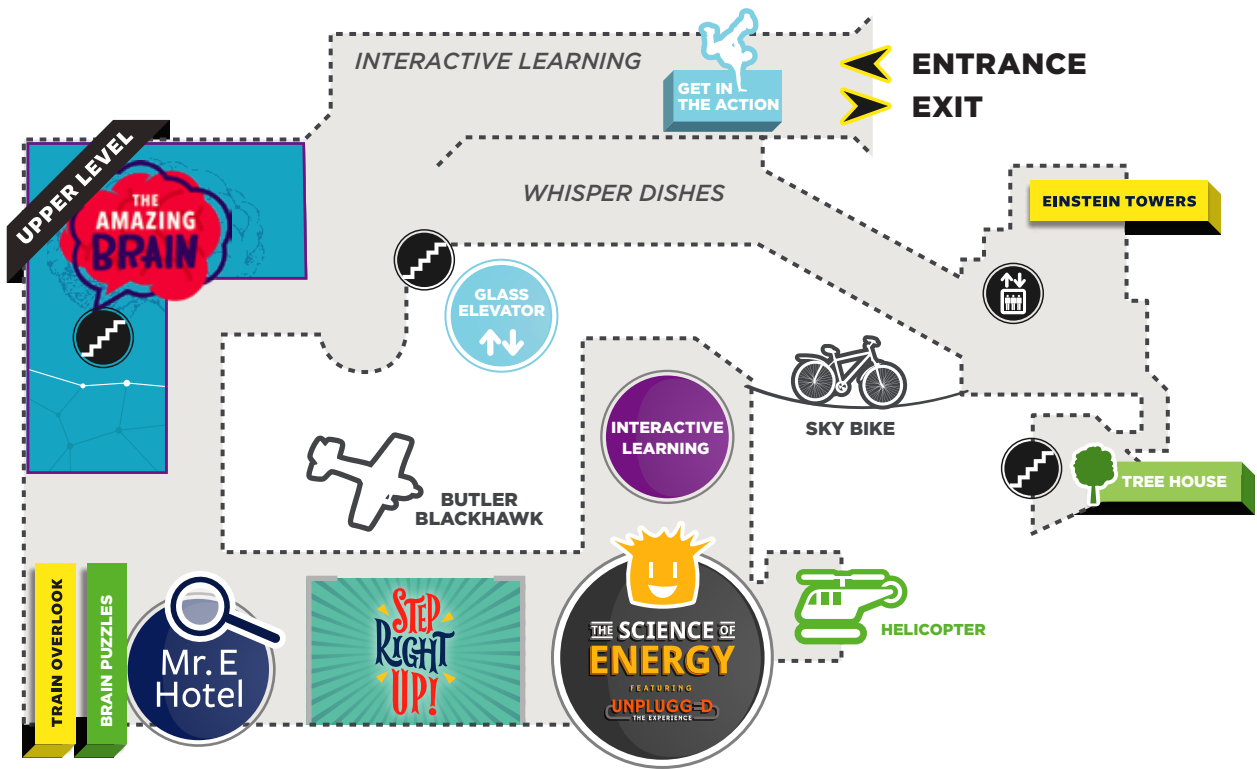 INTERACTIVE LEARNING
GET IN
THE ACTION
ENTRANCE
EXIT
UPPER LEVEL
THE
AMAZING
BRAIN
WHISPER DISHES
EINSTEIN TOWERS
GLASS
ELEVATOR
SKY BIKE
INTERACTIVE
LEARNING
BUTLER
BLACKHAWK
TREE HOUSE
TRAIN OVERLOOK
BRAIN PUZZLES
Mr. E
Hotel
STEP
RIGHT
UP!
THE SCIENCE OF
ENERGY
FEATURING
UNPLUGG D
THE EXPERIENCE
HELICOPTER